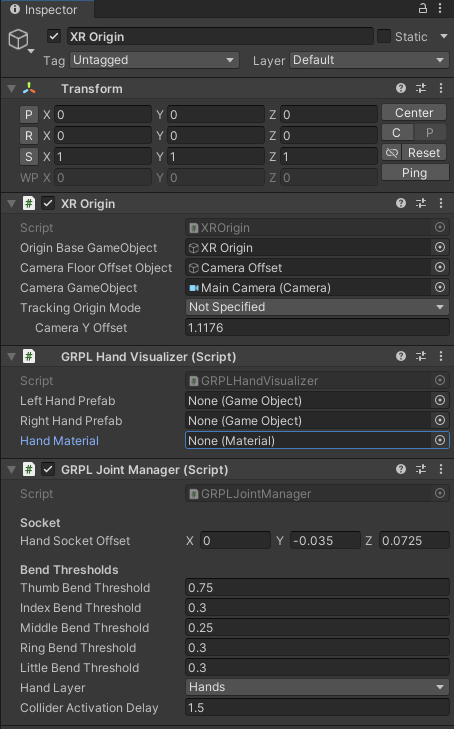 Inspector
XR Origin Static
Tag Untagged Layer Default
Transform
P X 0 Y 0 Z 0 Center
R X 0 Y 0 Z 0 C P
S X 1 Y 1 Z 1 Reset
WP X 0 Y 0 Z 0 Ping
# XR Origin
Script # XROrigin
Origin Base GameObject XR Origin
Camera Floor Offset Object Camera Offset
Camera GameObject Main Camera (Camera)
Tracking Origin Mode Not Specified
Camera Y Offset 1.1176
# GRPL Hand Visualizer (Script)
Script # GRPLHandVisualizer
Left Hand Prefab None (Game Object)
Right Hand Prefab None (Game Object)
Hand Material None (Material)
# GRPL Joint Manager (Script)
Script # GRPLJointManager
Socket
Hand Socket Offset X 0 Y -0.035 Z 0.0725
Bend Thresholds
Thumb Bend Threshold 0.75
Index Bend Threshold 0.3
Middle Bend Threshold 0.25
Ring Bend Threshold 0.3
Little Bend Threshold 0.3
Hand Layer Hands
Collider Activation Delay 1.5